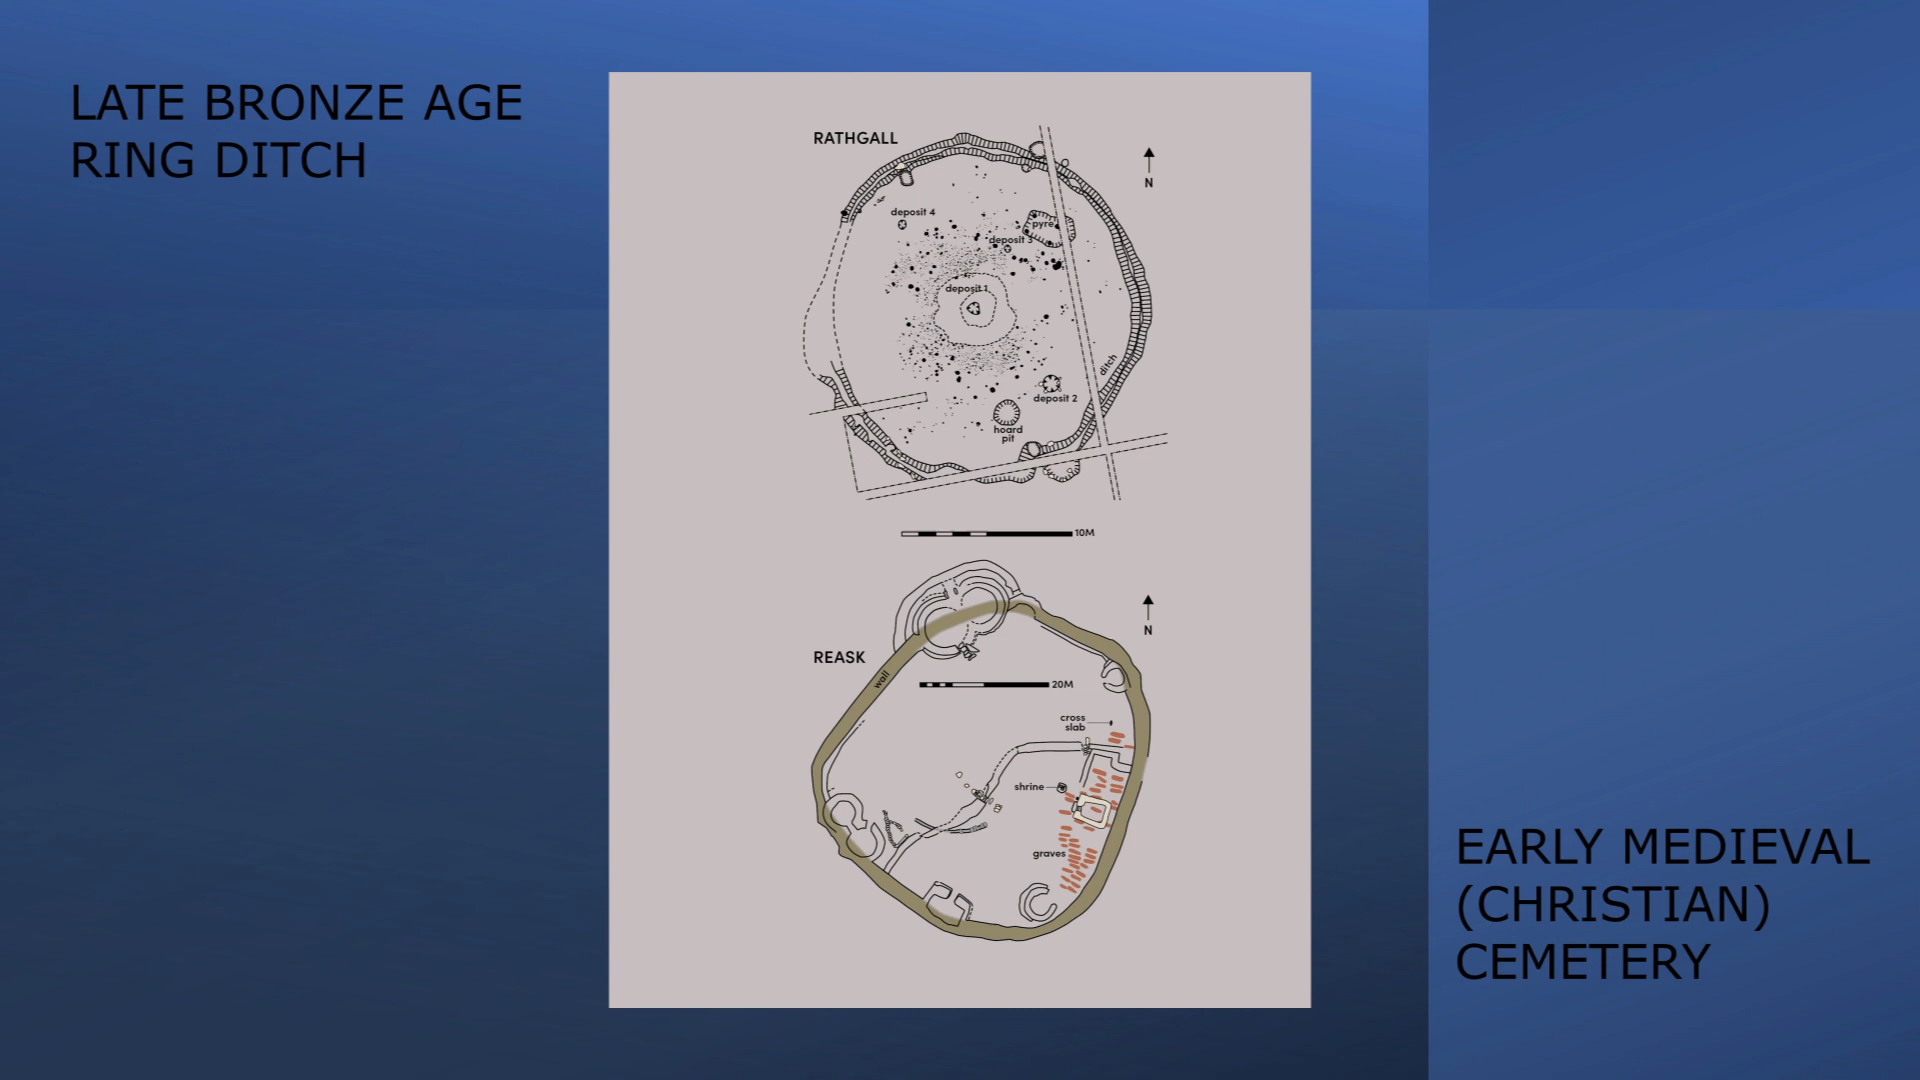 LATE BRONZE AGE
RING DITCH
RATHGALL
N
deposit 4
pyre
deposit 3
deposit 1
ditch
deposit 2
hoard
pit
10M
N
REASK
wall
20M
cross
slab
shrine
graves
EARLY MEDIEVAL
(CHRISTIAN)
CEMETERY